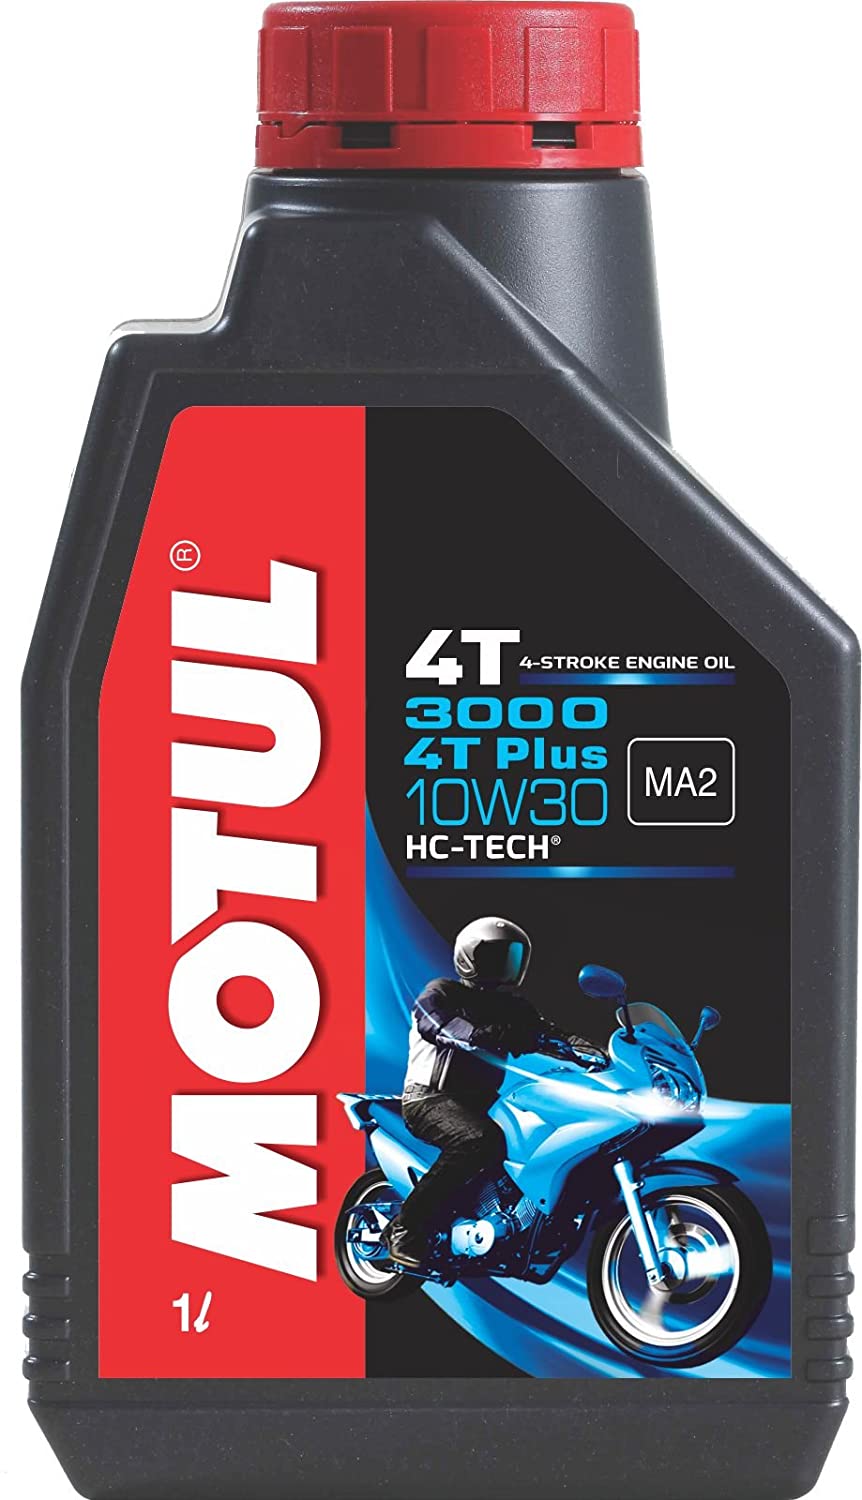 MOTUL®
4T 4-STROKE ENGINE OIL
3000
4T Plus
10W30
MA2
HC-TECH®
1l